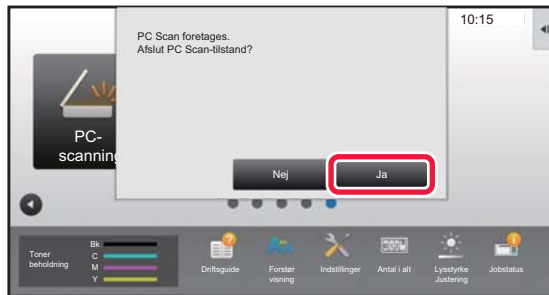 10:15
PC Scan foretages.
Afslut PC Scan-tilstand?
PC-
scanning
Nej
Ja
Toner
beholdning
Bk
C
M
Y
Driftsguide
Forstør
visning
Indstillinger
Antal i alt
Lysstyrke
Justering
Jobstatus